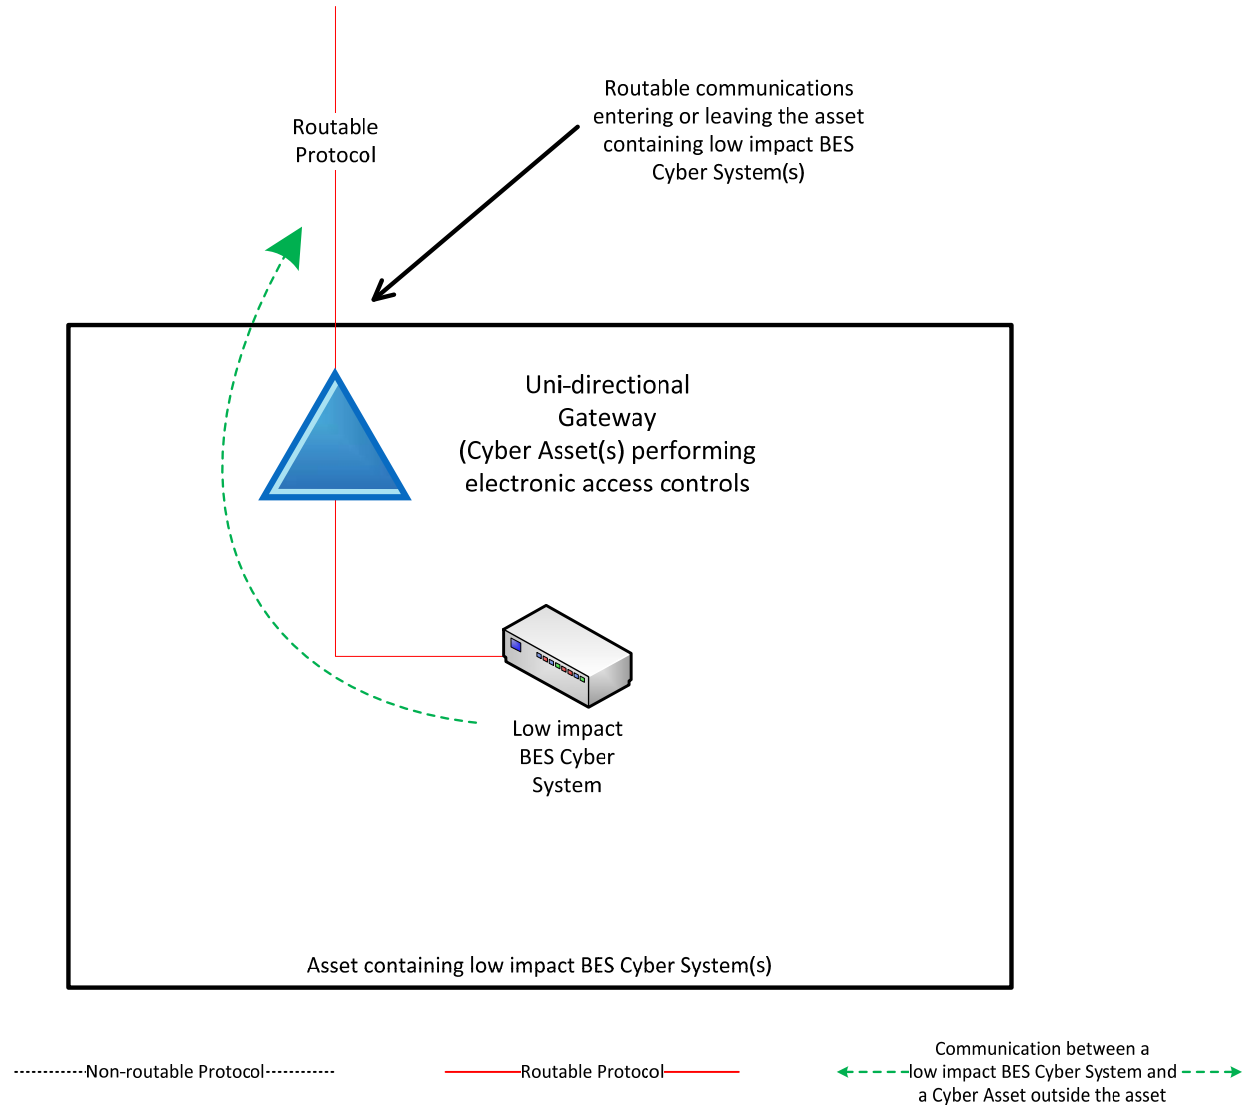 Routable communications
entering or leaving the asset
containing low impact BES
Cyber System(s)
Routable
Protocol
Uni-directional
Gateway
(Cyber Asset(s) performing
electronic access controls
Low impact
BES Cyber
System
Asset containing low impact BES Cyber System(s)
Non-routable Protocol
Routable Protocol
Communication between a
low impact BES Cyber System and
a Cyber Asset outside the asset